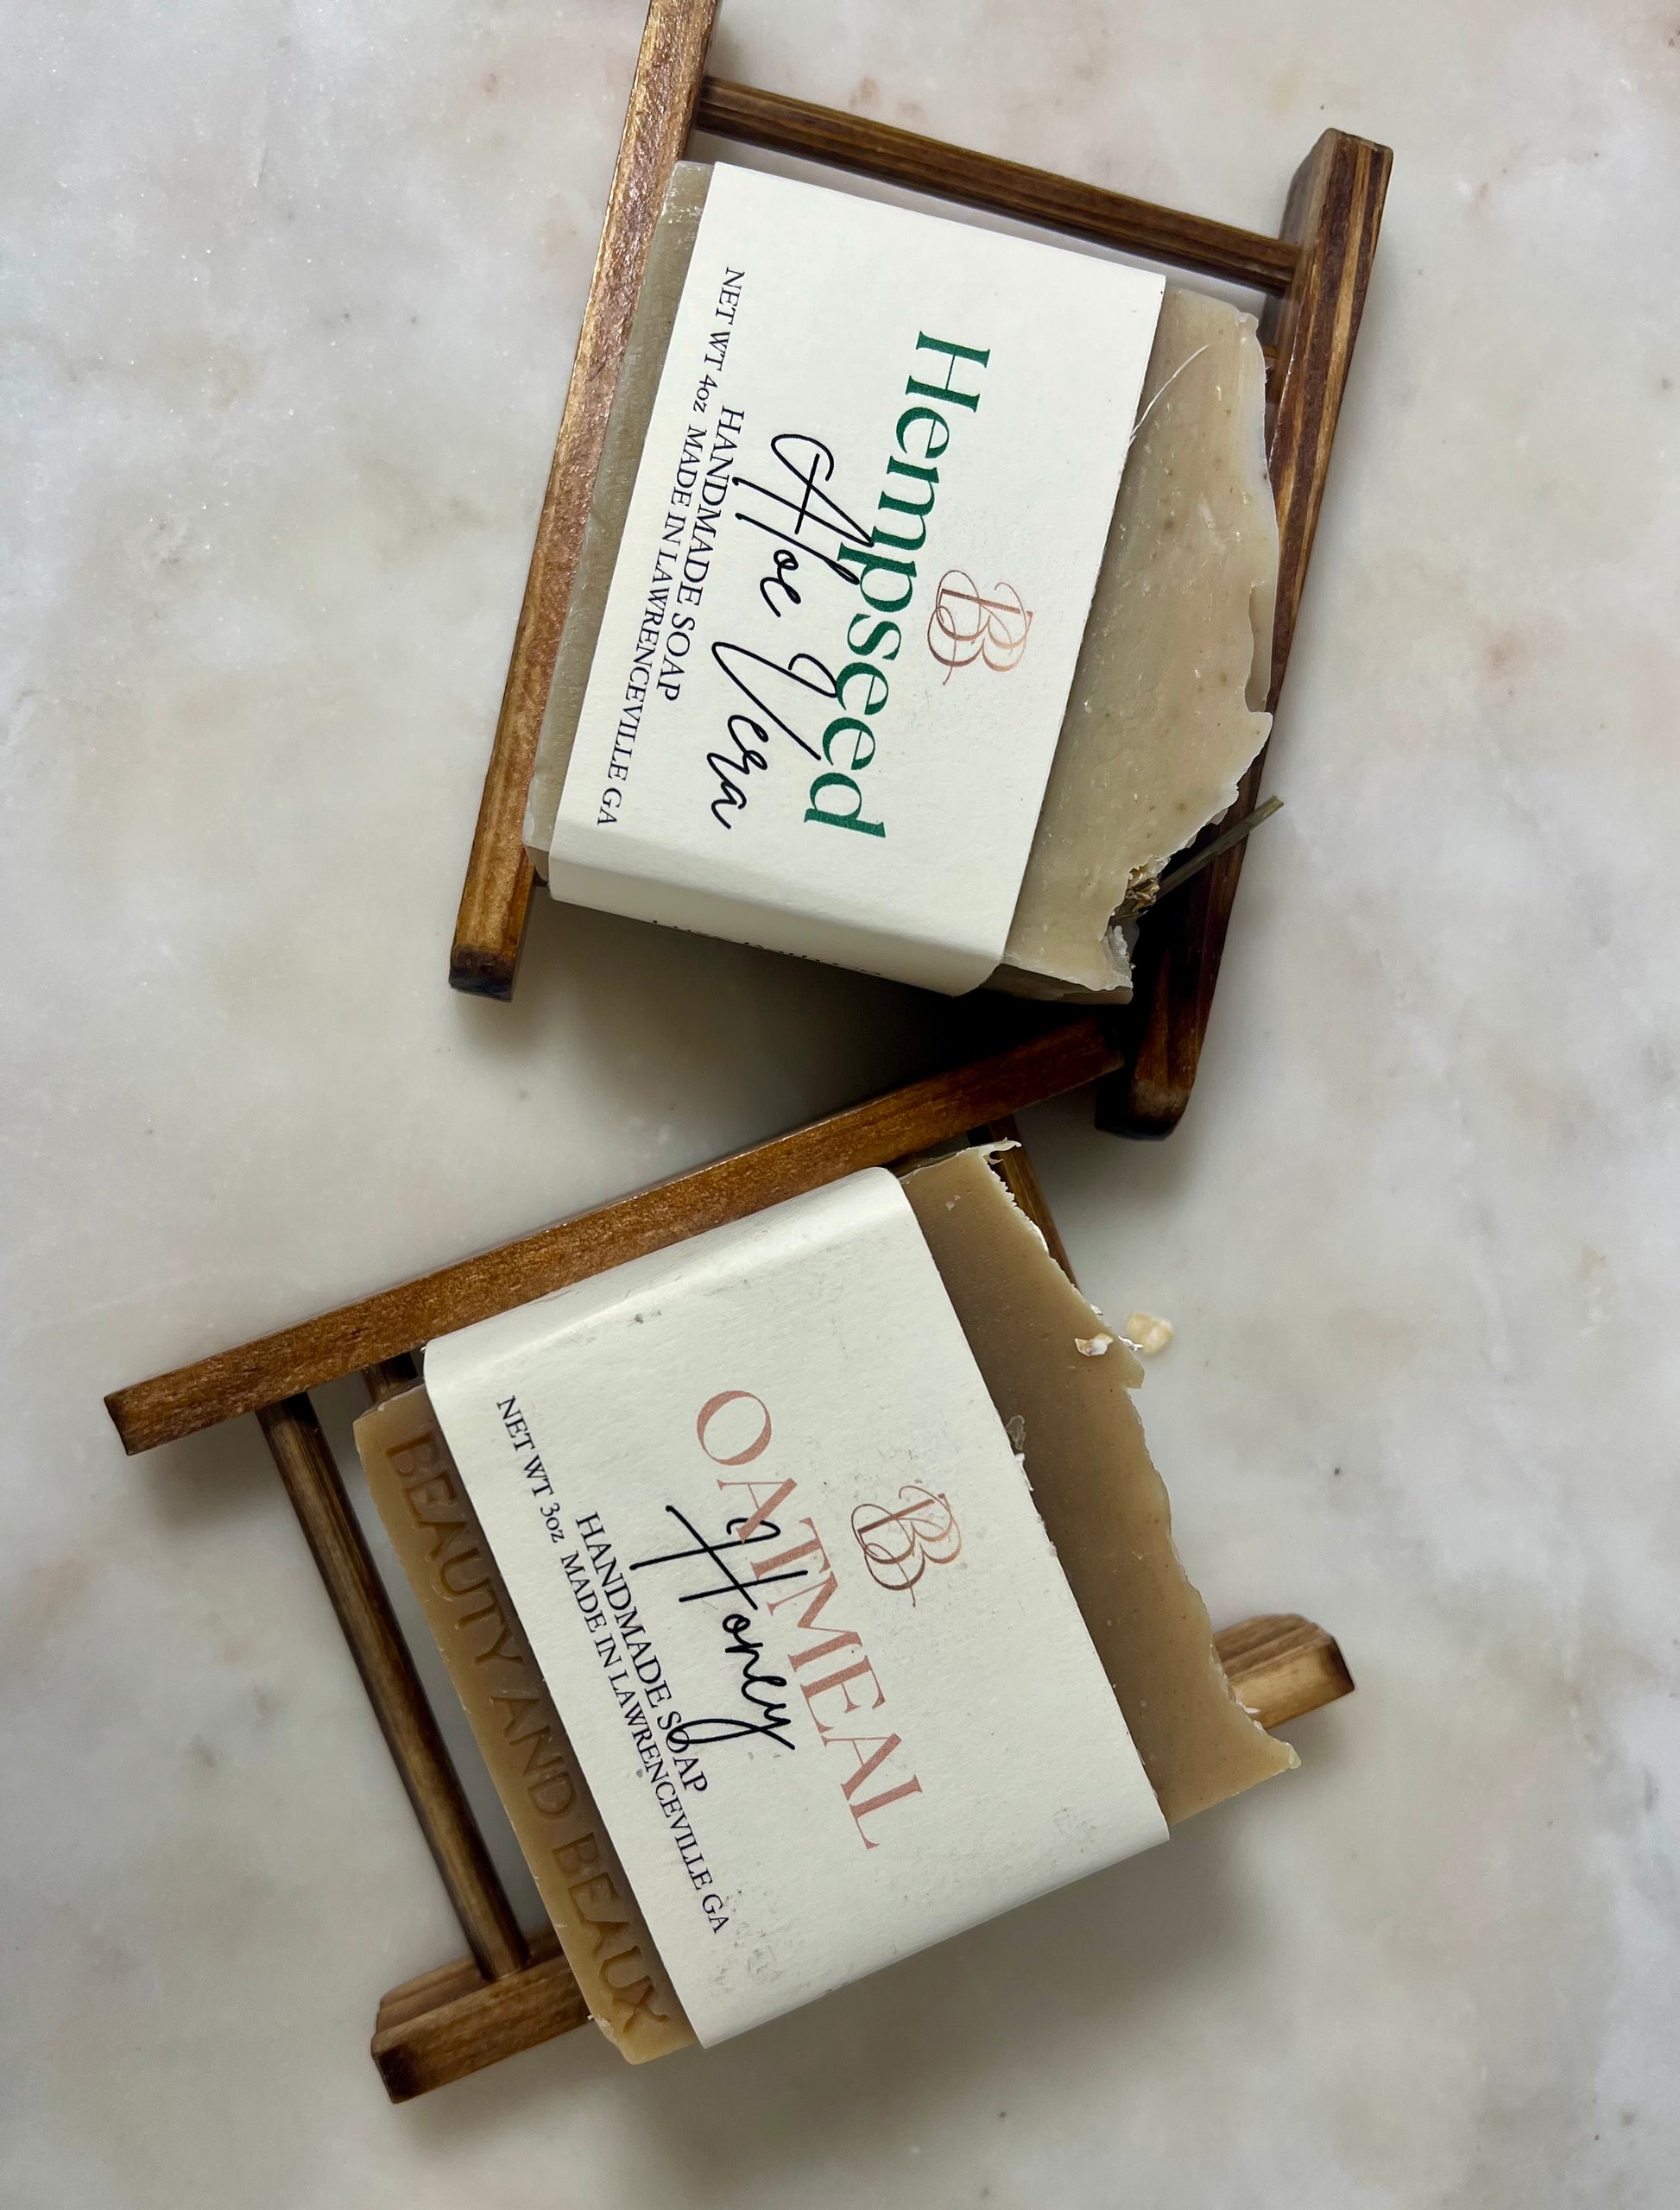 BB
Hempseed
Aloe Vera
HANDMADE SOAP
NET WT 4oz MADE IN LAWRENCEVILLE GA
BB
OATMEAL
Honey
HANDMADE SOAP
NET WT 3oz MADE IN LAWRENCEVILLE GA
BEAUTY AND BEAUX